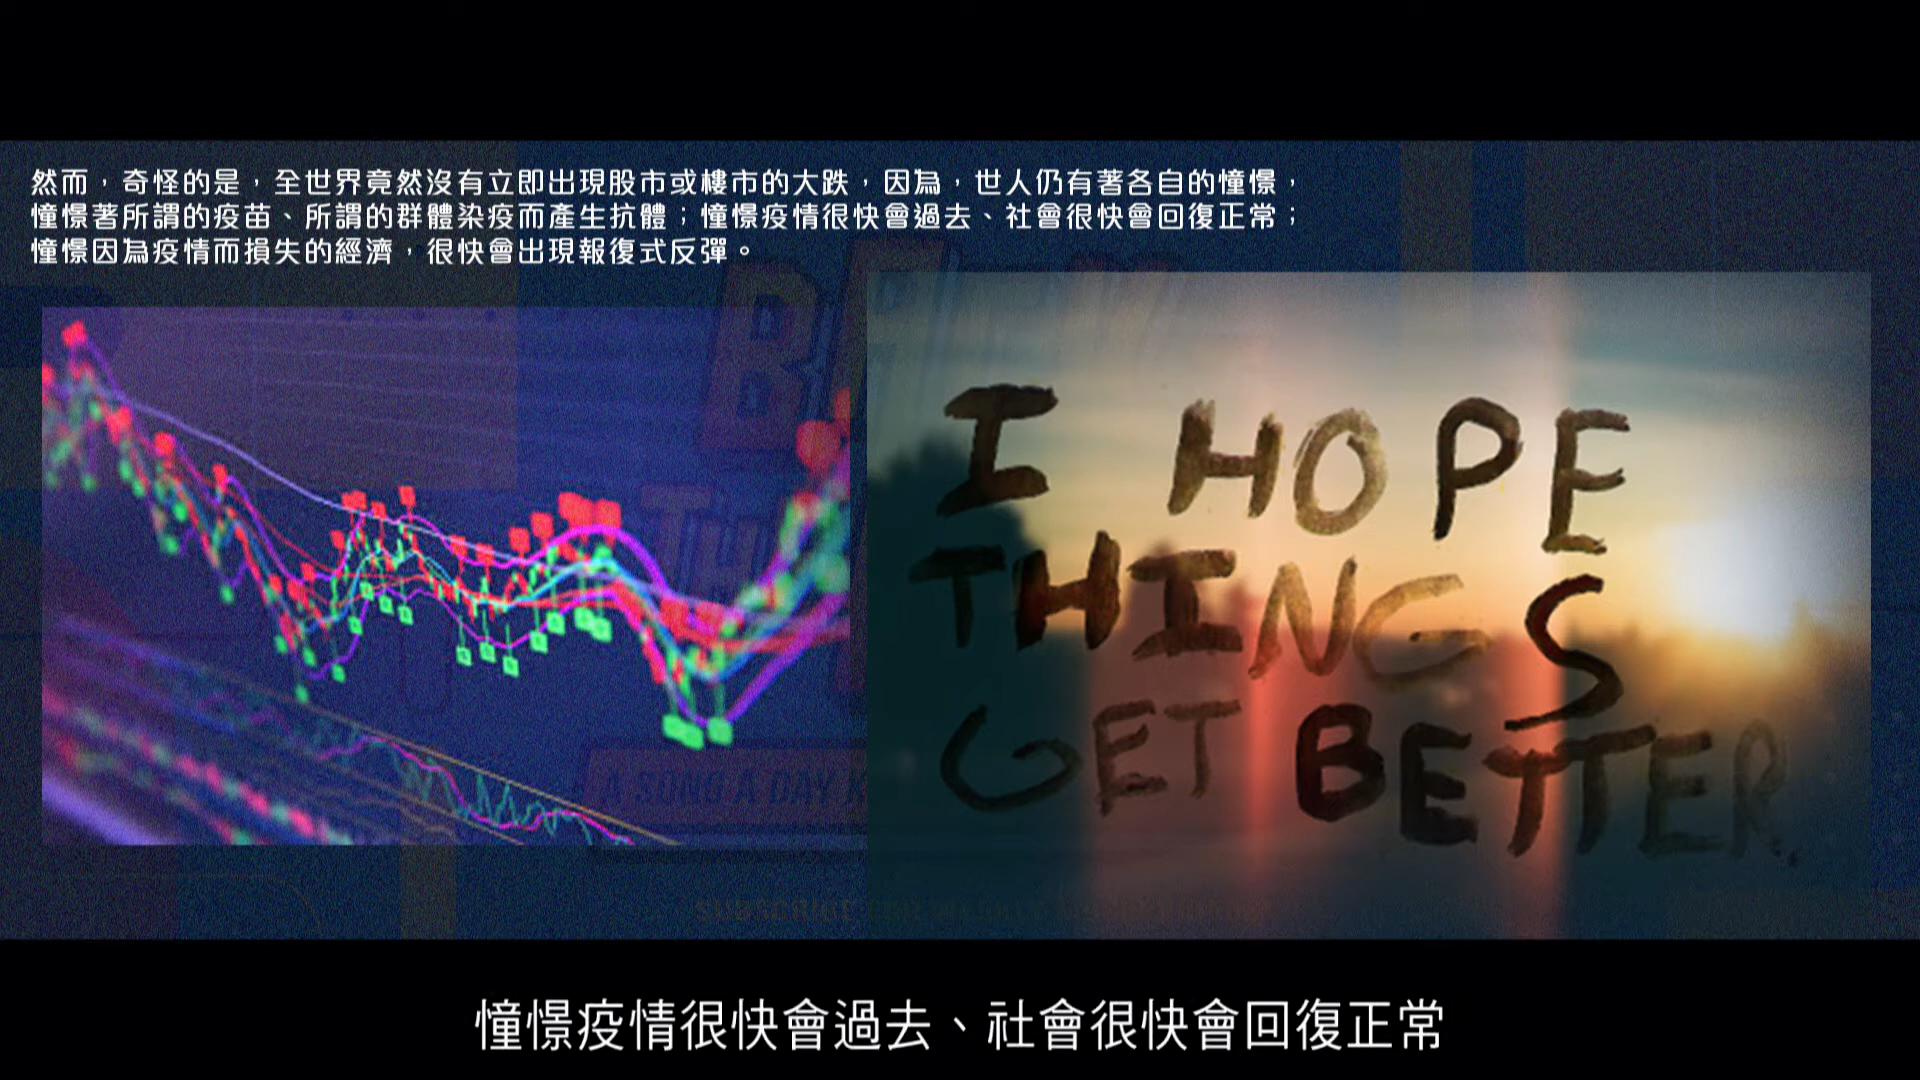 然而，奇怪的是，全世界竟然沒有立即出現股市或樓市的大跌，因為，世人仍有著各自的憧憬，
憧憬著所謂的疫苗、所謂的群體染疫而產生抗體；憧憬疫情很快會過去、社會很快會回復正常；
憧憬因為疫情而損失的經濟，很快會出現報復式反彈。
I HOPE
THINGS
GET BETTER.
A SONG A DAY
憧憬疫情很快會過去、社會很快會回復正常